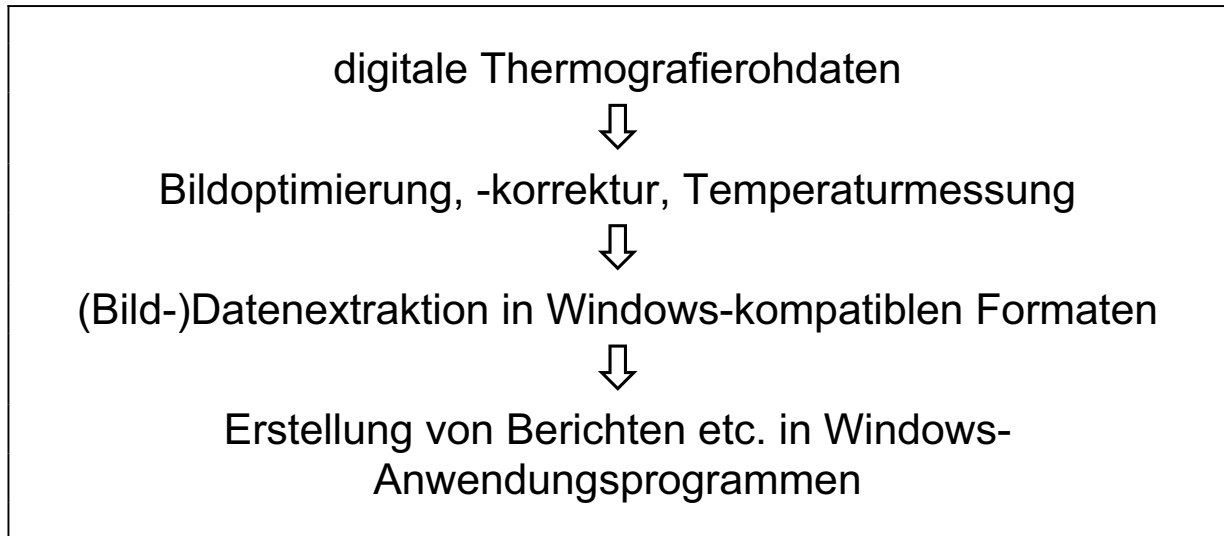 digitale Thermografierohdaten
Bildoptimierung, -korrektur, Temperaturmessung
(Bild-)Datenextraktion in Windows-kompatiblen Formaten
Erstellung von Berichten etc. in Windows-
Anwendungsprogrammen